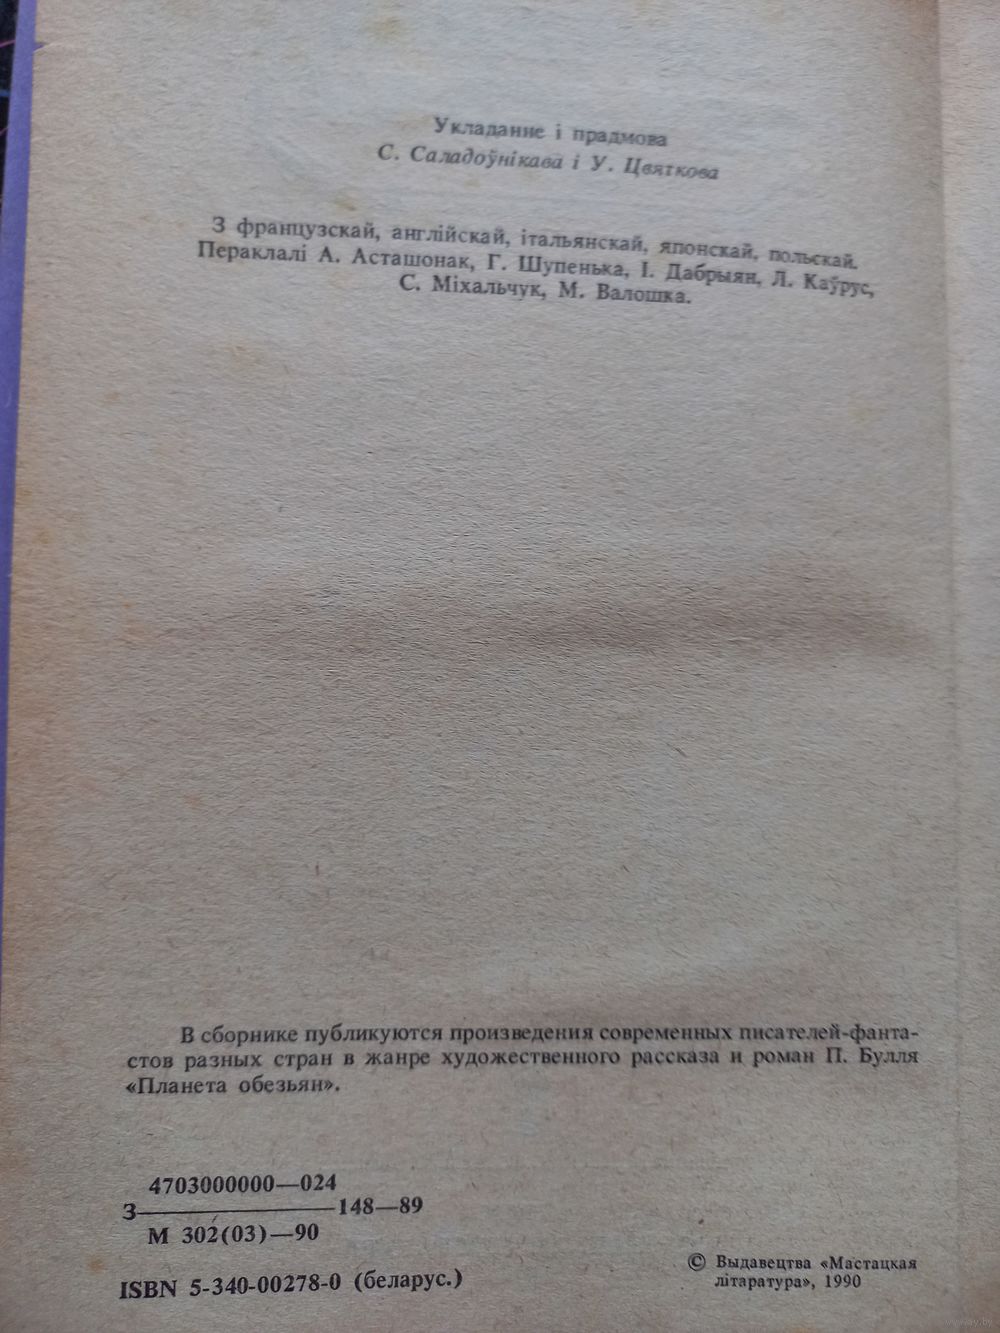 Укладанне і прадмова
С. Саладоўнікава і У. Цвяткова
З французскай, англійскай, італьянскай, японскай, польскай.
Пераклалі А. Асташонак, Г. Шупенька, І. Дабрыян, Л. Каўрус,
С. Міхальчук, М. Валошка.
В сборнике публикуются произведения современных писателей-фанта-
стов разных стран в жанре художественного рассказа и роман П. Булля
«Планета обезьян».
4703000000—024
З————148—89
М 302(03)—90
ISBN 5-340-00278-0 (беларус.)
© Выдавецтва «Мастацкая
літаратура», 1990